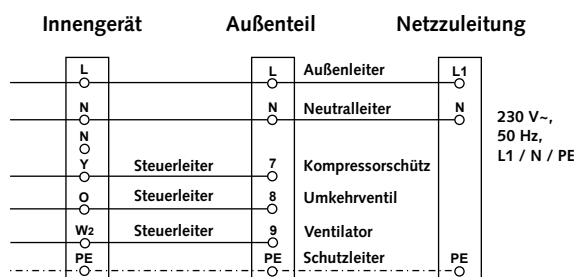 Innengerät Außenteil Netzzuleitung
L L Außenleiter L1
N N Neutralleiter N
N
Y Steuerleiter 7 Kompressorschütz
O Steuerleiter 8 Umkehrventil
W2 Steuerleiter 9 Ventilator
PE PE Schutzleiter PE
230 V~,
50 Hz,
L1 / N / PE